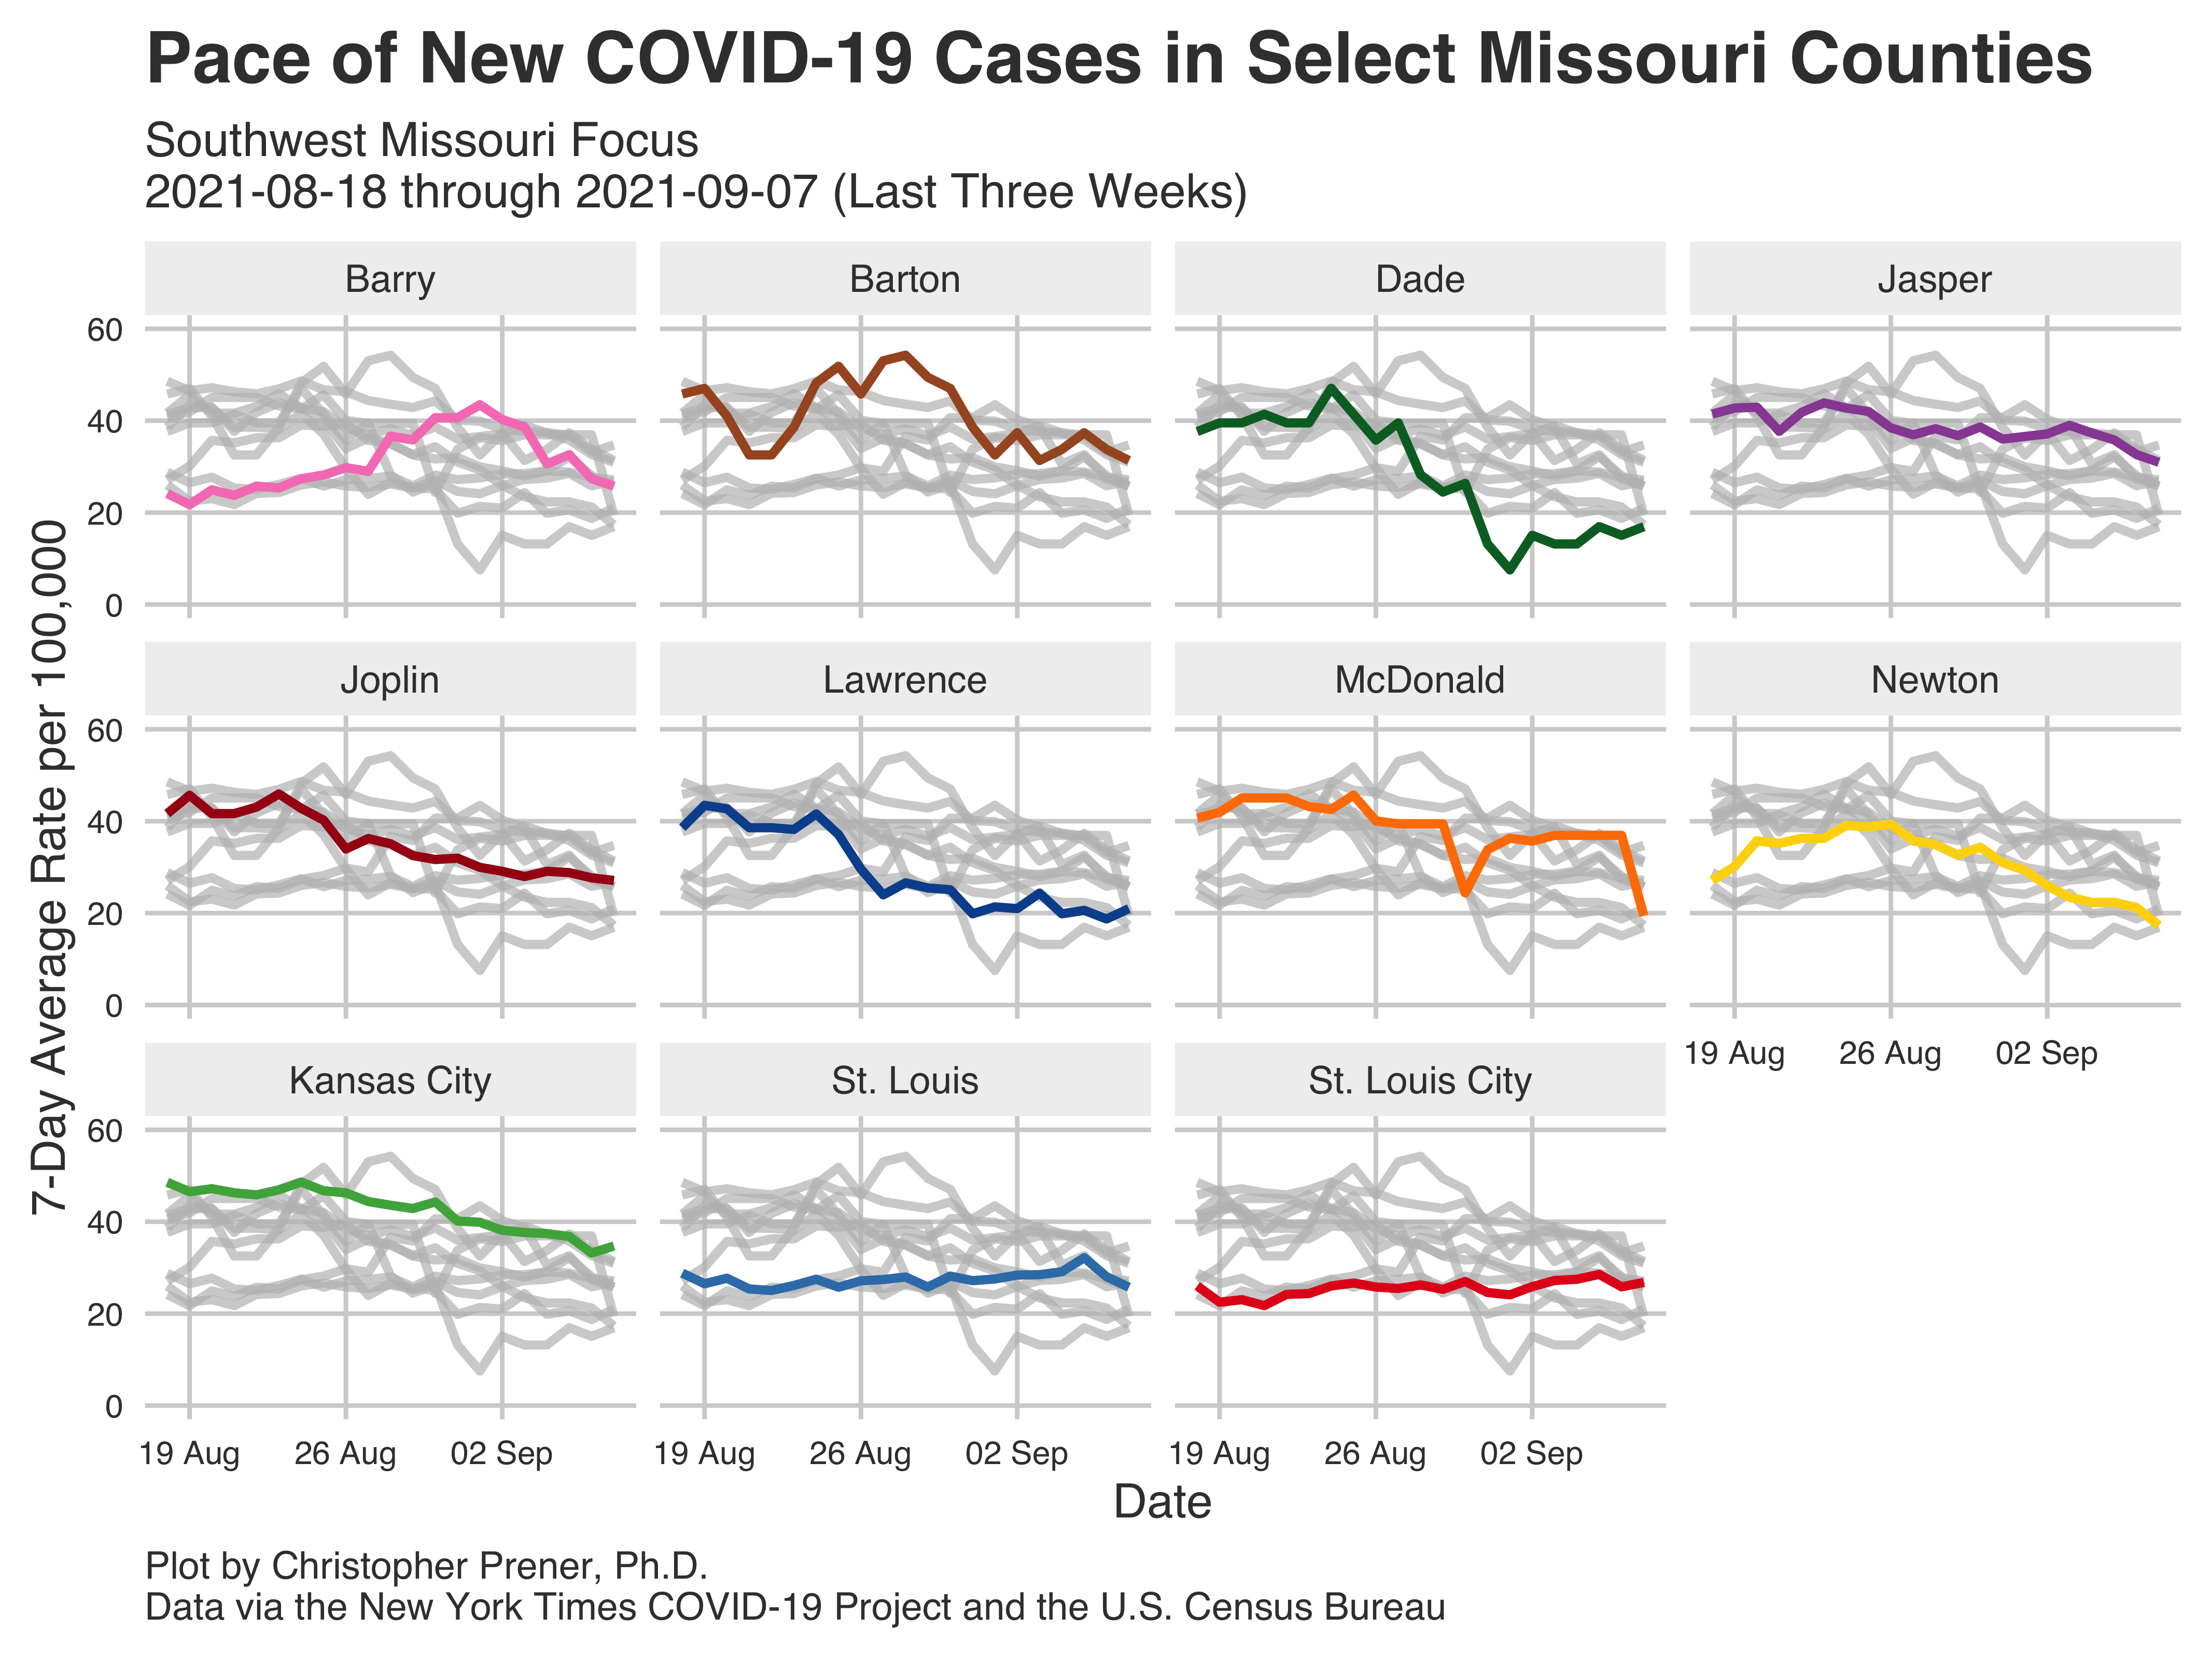 Pace of New COVID-19 Cases in Select Missouri Counties
Southwest Missouri Focus
2021-08-18 through 2021-09-07 (Last Three Weeks)
7-Day Average Rate per 100,000
Barry
Barton
Dade
Jasper
60
40
20
0
Joplin
Lawrence
McDonald
Newton
60
40
20
0
19 Aug
26 Aug
02 Sep
Kansas City
St. Louis
St. Louis City
60
40
20
0
19 Aug
26 Aug
02 Sep
19 Aug
26 Aug
02 Sep
19 Aug
26 Aug
02 Sep
Date
Plot by Christopher Prener, Ph.D.
Data via the New York Times COVID-19 Project and the U.S. Census Bureau